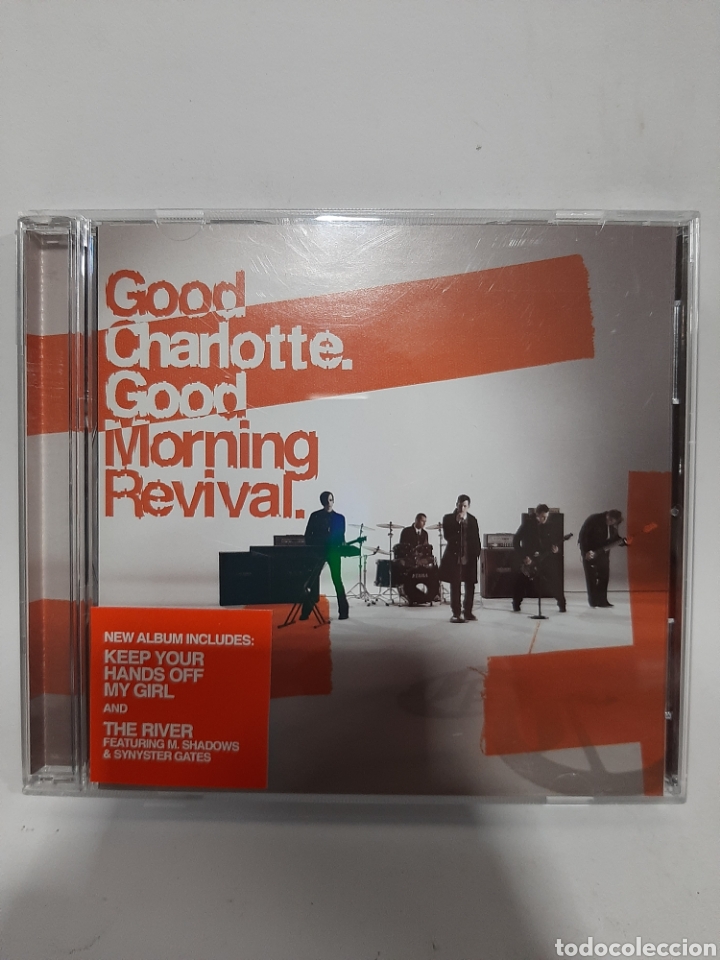 Good
Charlotte.
Good
Morning
Revival.
NEW ALBUM INCLUDES:
KEEP YOUR
HANDS OFF
MY GIRL
AND
THE RIVER
FEATURING M. SHADOWS
& SYNYSTER GATES
todocoleccion